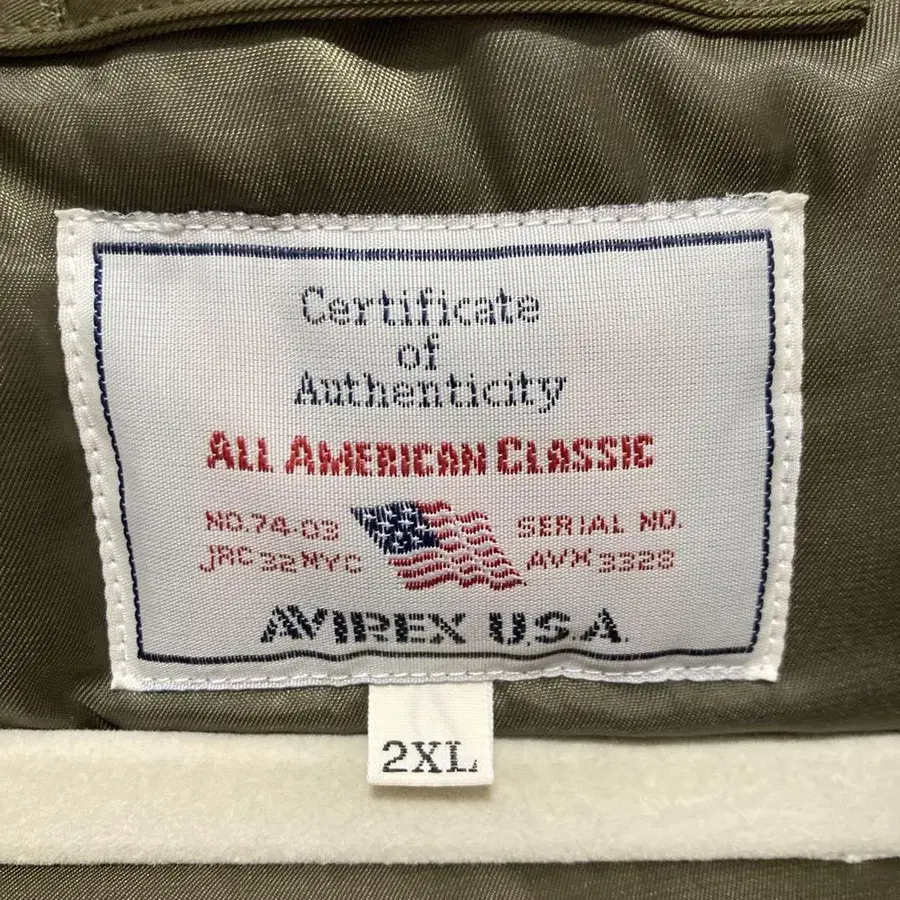 Certificate
of
Authenticity
ALL AMERICAN CLASSIC
NO.74-03 SERIAL NO.
JRC 32 NYC AVX 3328
AVIREX U.S.A.
2XL